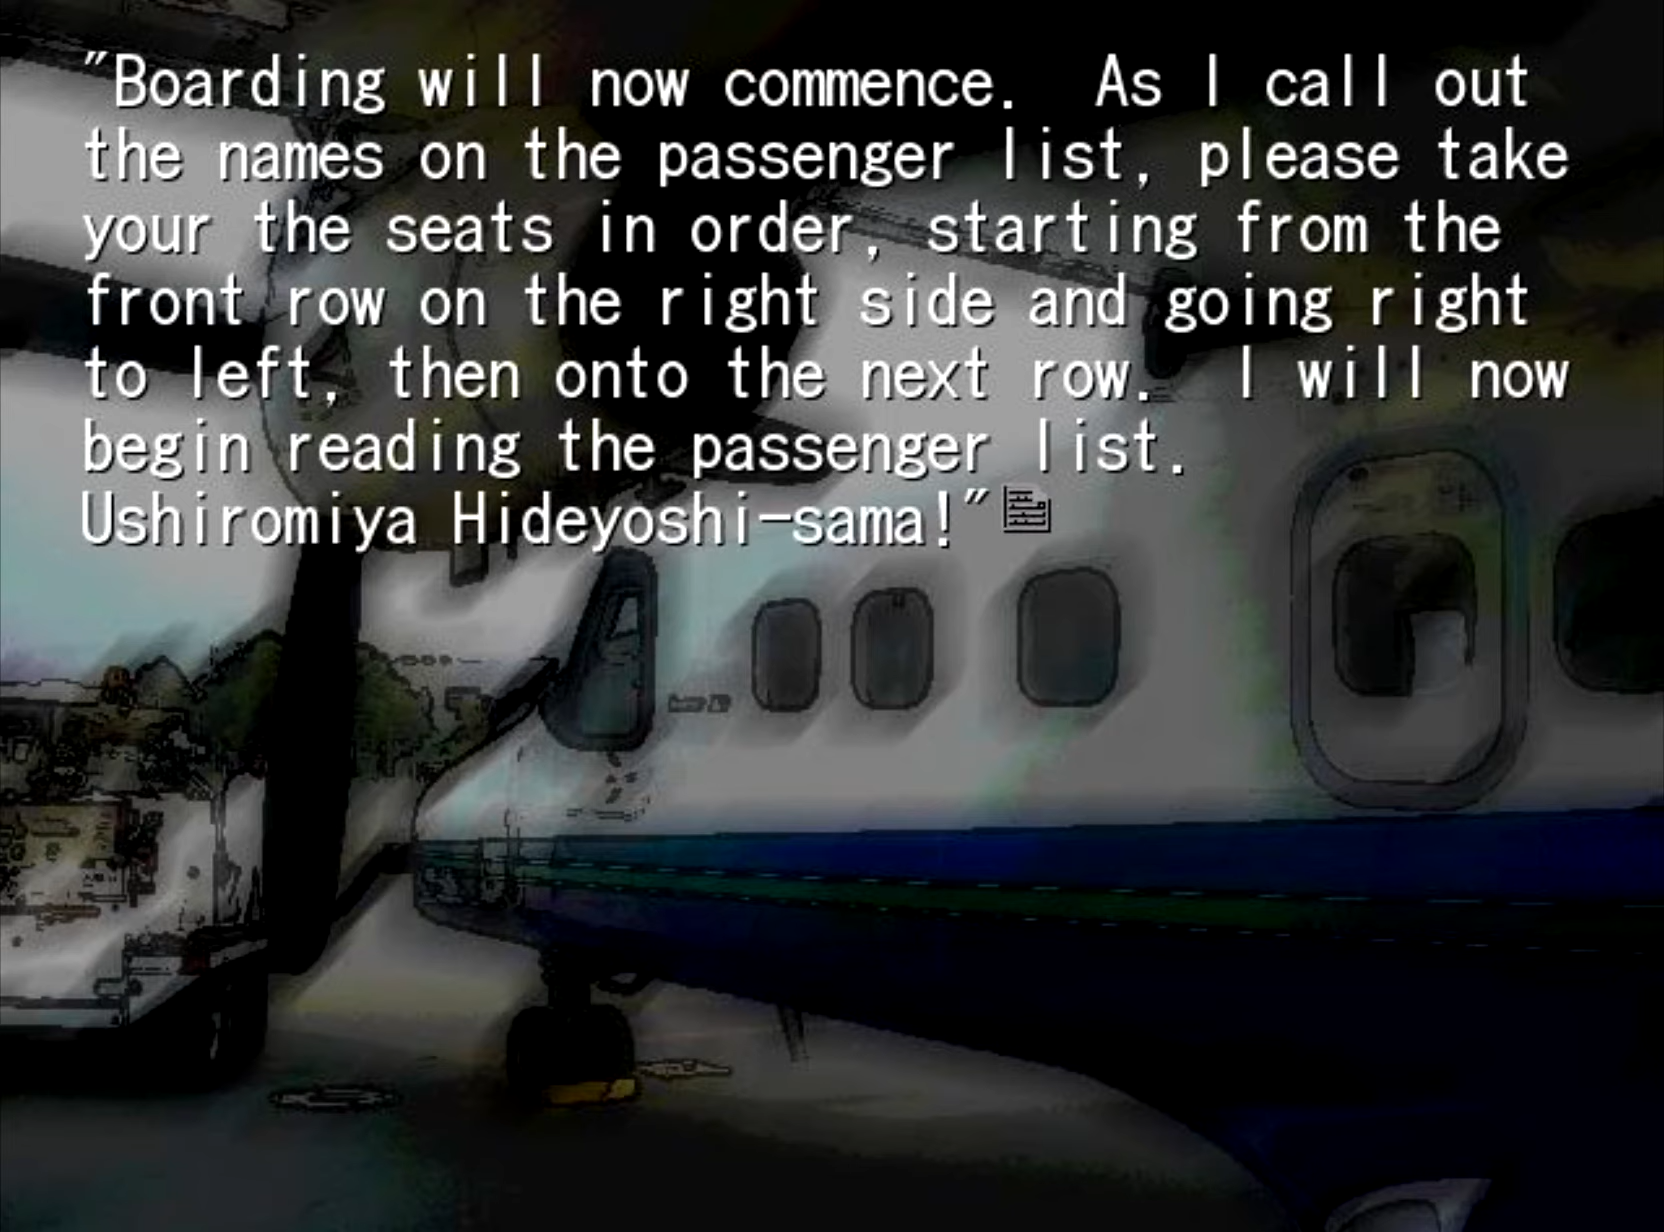 "Boarding will now commence.  As I call out
the names on the passenger list, please take
your the seats in order, starting from the
front row on the right side and going right
to left, then onto the next row.  I will now
begin reading the passenger list.
Ushiromiya Hideyoshi-sama!"